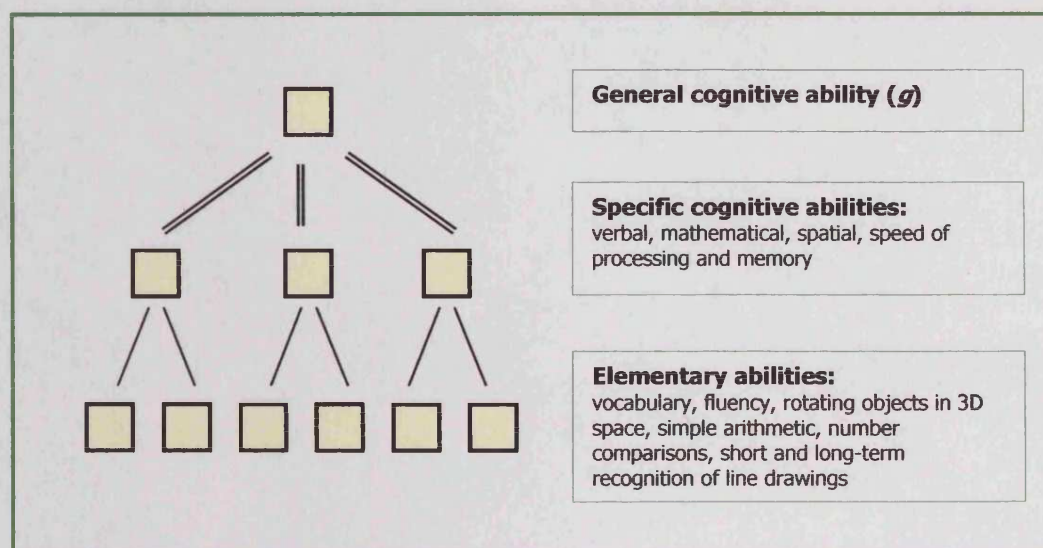 General cognitive ability (g)
Specific cognitive abilities:
verbal, mathematical, spatial, speed of
processing and memory
Elementary abilities:
vocabulary, fluency, rotating objects in 3D
space, simple arithmetic, number
comparisons, short and long-term
recognition of line drawings